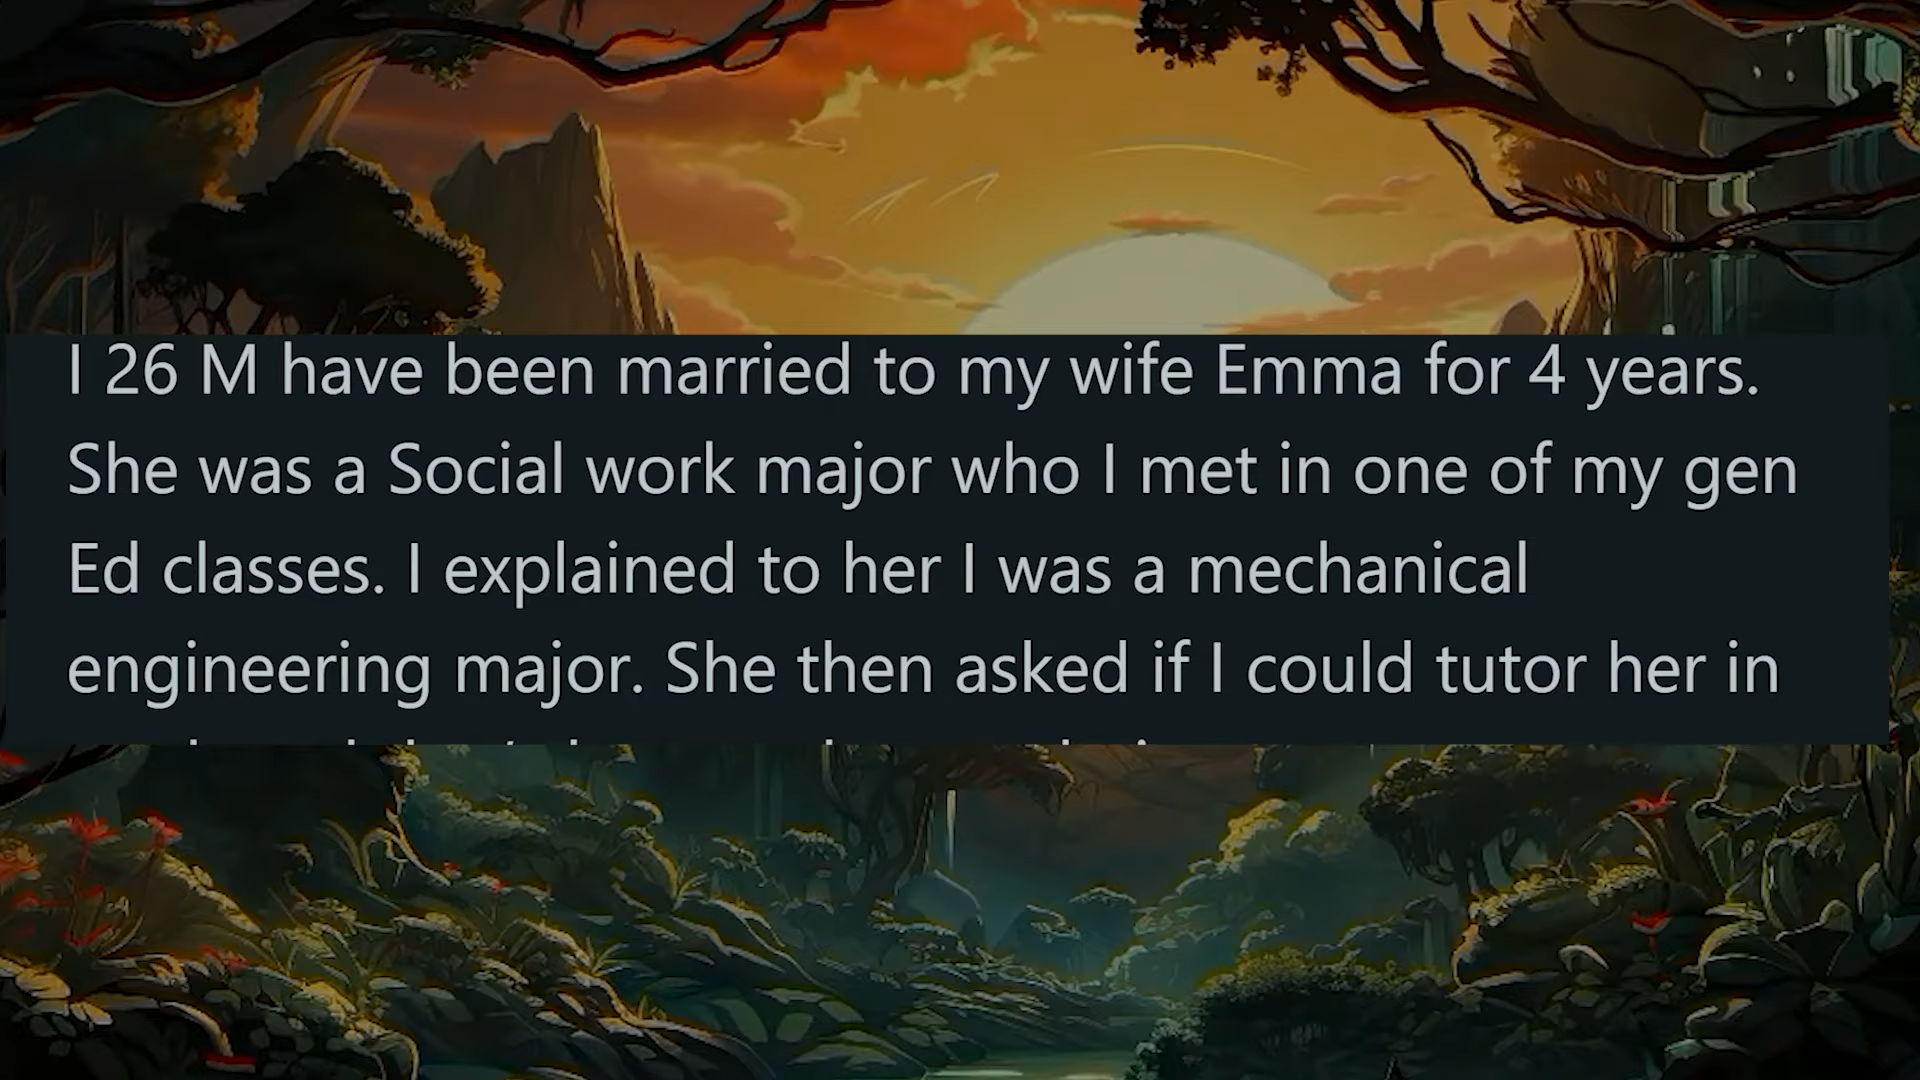 I 26 M have been married to my wife Emma for 4 years.
She was a Social work major who I met in one of my gen
Ed classes. I explained to her I was a mechanical
engineering major. She then asked if I could tutor her in